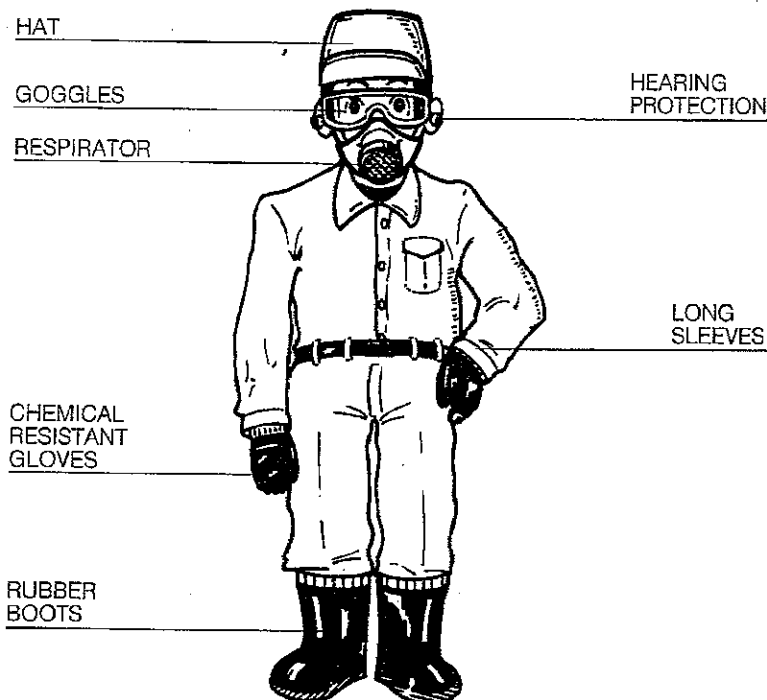 HAT
GOGGLES
RESPIRATOR
HEARING
PROTECTION
LONG
SLEEVES
CHEMICAL
RESISTANT
GLOVES
RUBBER
BOOTS